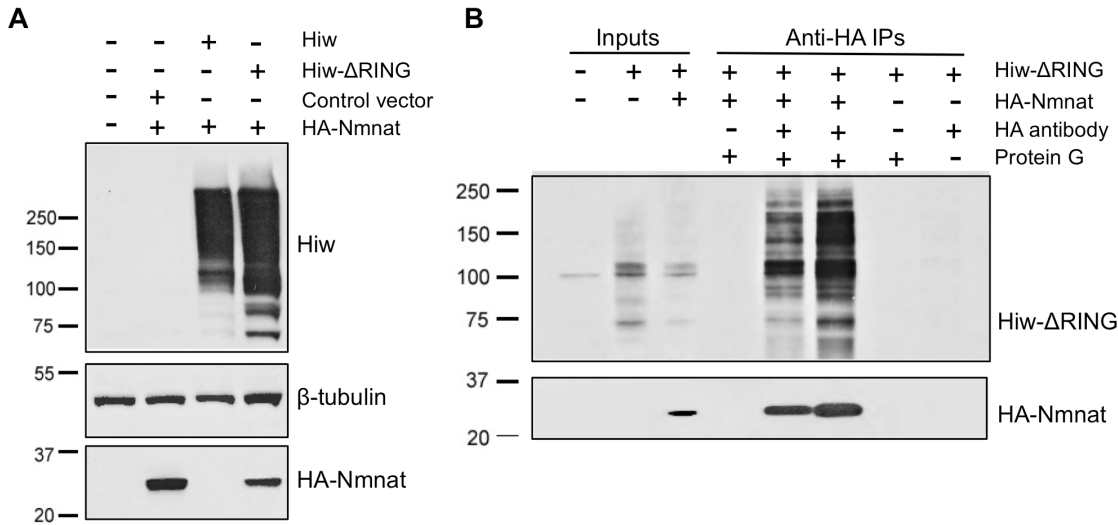 A
- - + - Hiw
- - - + Hiw-ΔRING
- + - - Control vector
- + + + HA-Nmnat
250
150
100
75
Hiw
55
β-tubulin
37
20
HA-Nmnat
B
Inputs Anti-HA IPs
- + + + + + + + Hiw-ΔRING
- - + + + + - - HA-Nmnat
- + + - + HA antibody
+ + + + - Protein G
250
150
100
75
Hiw-ΔRING
37
20
HA-Nmnat